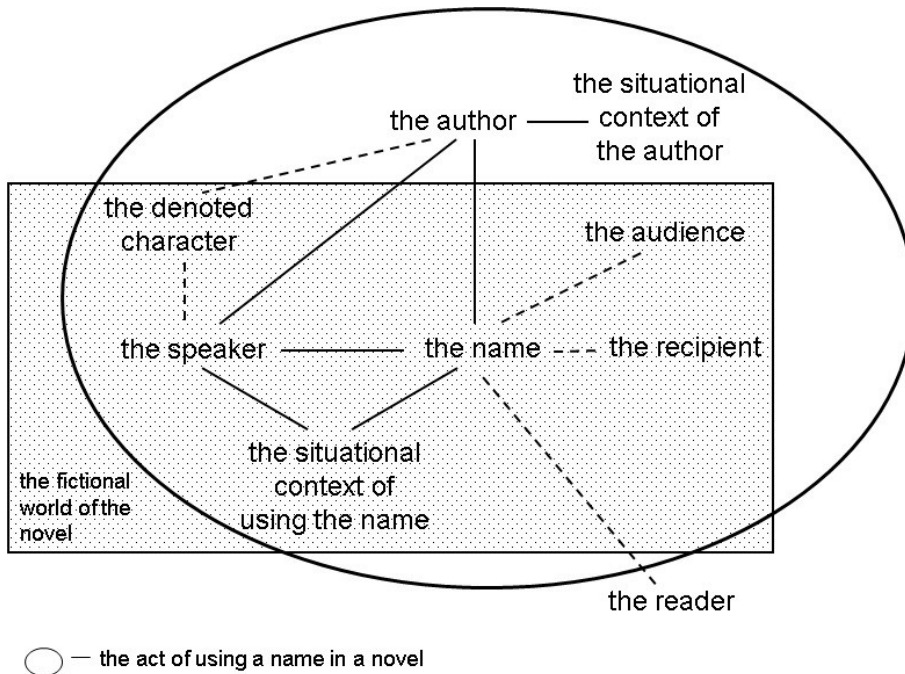 the situational
context of
the author
the author
the denoted
character
the audience
the speaker
the name
the recipient
the situational
context of
using the name
the fictional
world of the
novel
the reader
— the act of using a name in a novel